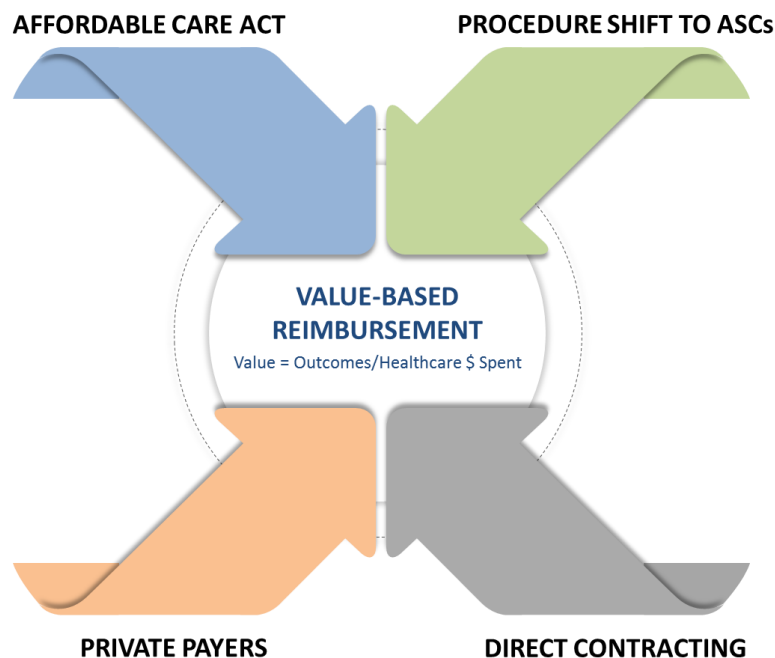 AFFORDABLE CARE ACT
PROCEDURE SHIFT TO ASCs
VALUE-BASED
REIMBURSEMENT
Value = Outcomes/Healthcare $ Spent
PRIVATE PAYERS
DIRECT CONTRACTING